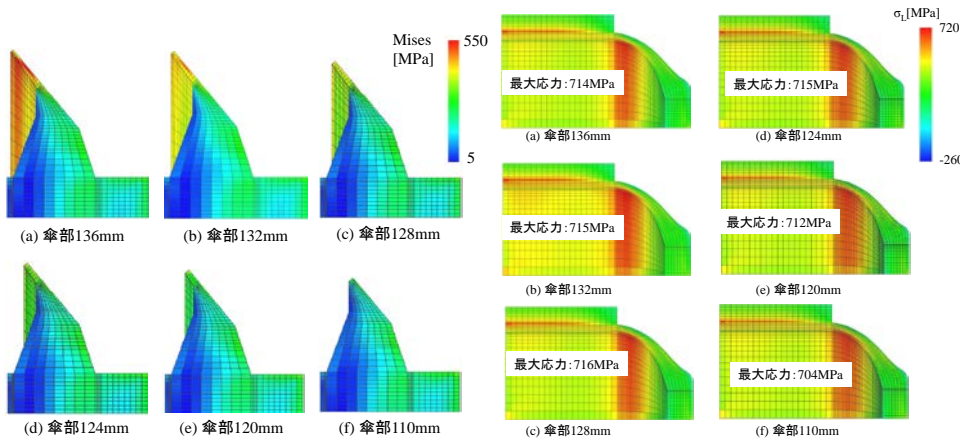 Mises
[MPa]
550
5
(a) 傘部136mm
(b) 傘部132mm
(c) 傘部128mm
(d) 傘部124mm
(e) 傘部120mm
(f) 傘部110mm
σL[MPa]
720
-260
最大応力:714MPa
(a) 傘部136mm
最大応力:715MPa
(d) 傘部124mm
最大応力:715MPa
(b) 傘部132mm
最大応力:712MPa
(e) 傘部120mm
最大応力:716MPa
(c) 傘部128mm
最大応力:704MPa
(f) 傘部110mm